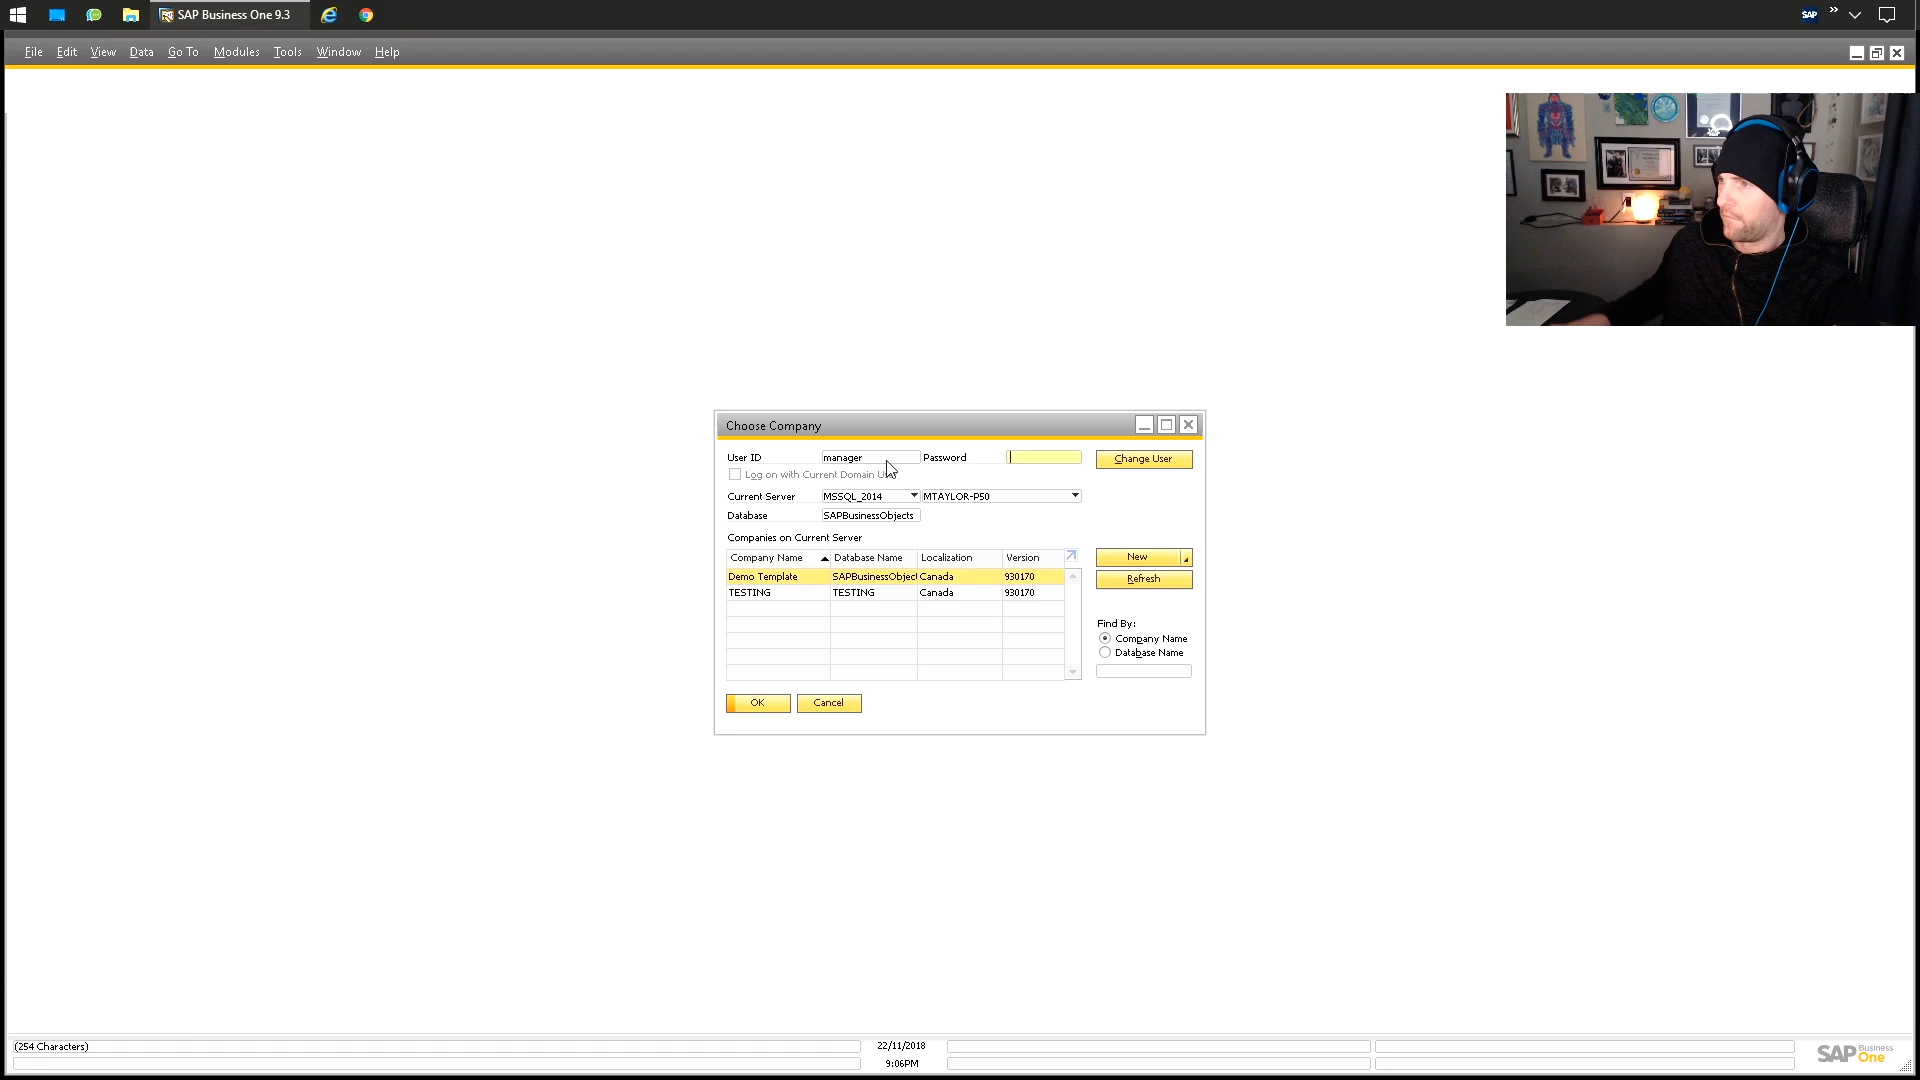 SAP Business One 9.3
SAP
File Edit View Data Go To Modules Tools Window Help
Choose Company
User ID manager Password Change User
Log on with Current Domain U
Current Server MSSQL_2014 MTAYLOR-P50
Database SAPBusinessObjects
Companies on Current Server
Company Name Database Name Localization Version New
Demo Template SAPBusinessObject Canada 930170 Refresh
TESTING TESTING Canada 930170
Find By:
Company Name
Database Name
OK Cancel
(254 Characters) 22/11/2018
9:06PM
SAP Business One